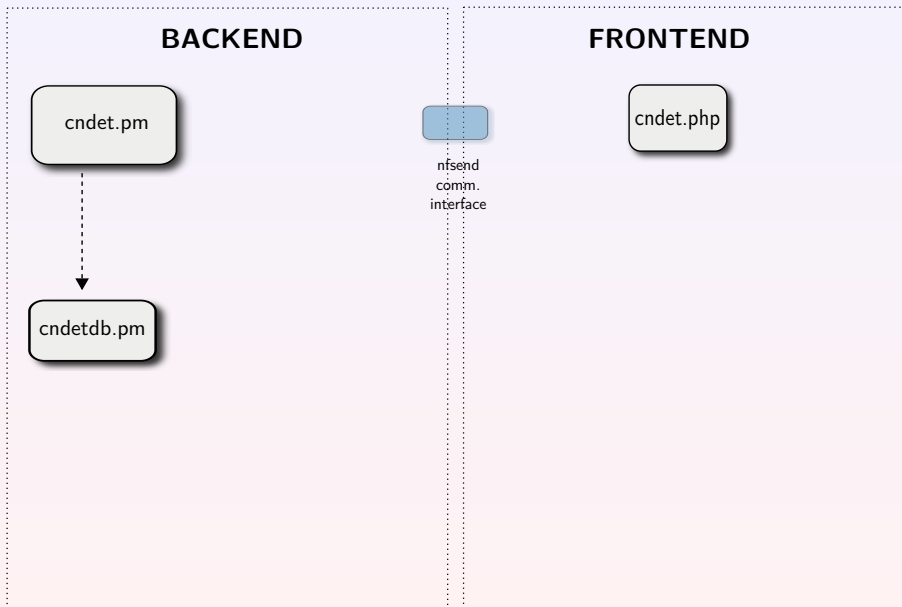 BACKEND
FRONTEND
cndet.pm
cndet.php
nfsend
comm.
interface
cndetdb.pm